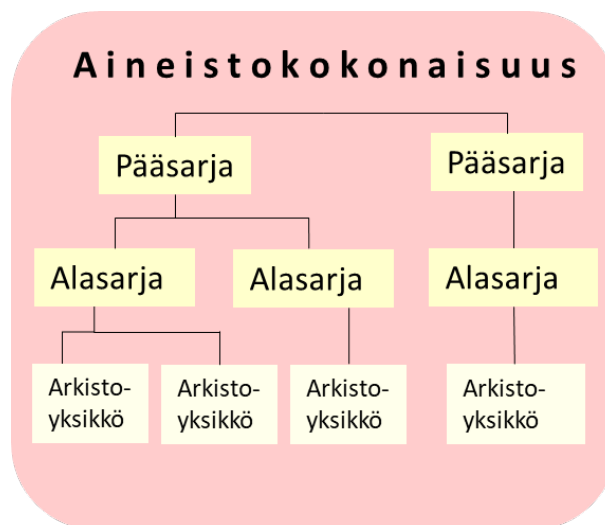 Aineistokokonaisuus
Pääsarja
Pääsarja
Alasarja
Alasarja
Alasarja
Arkisto-
yksikkö
Arkisto-
yksikkö
Arkisto-
yksikkö
Arkisto-
yksikkö